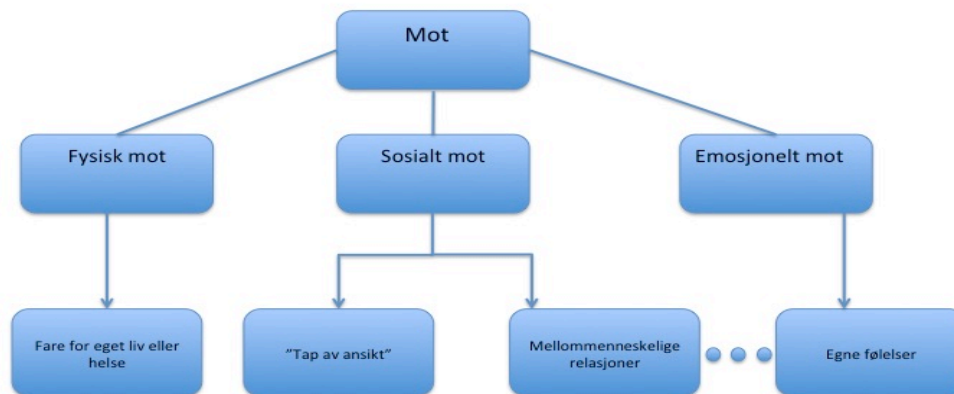 Mot
Fysisk mot
Sosialt mot
Emosjonelt mot
Fare for eget liv eller
helse
”Tap av ansikt”
Mellommenneskelige
relasjoner
Egne følelser